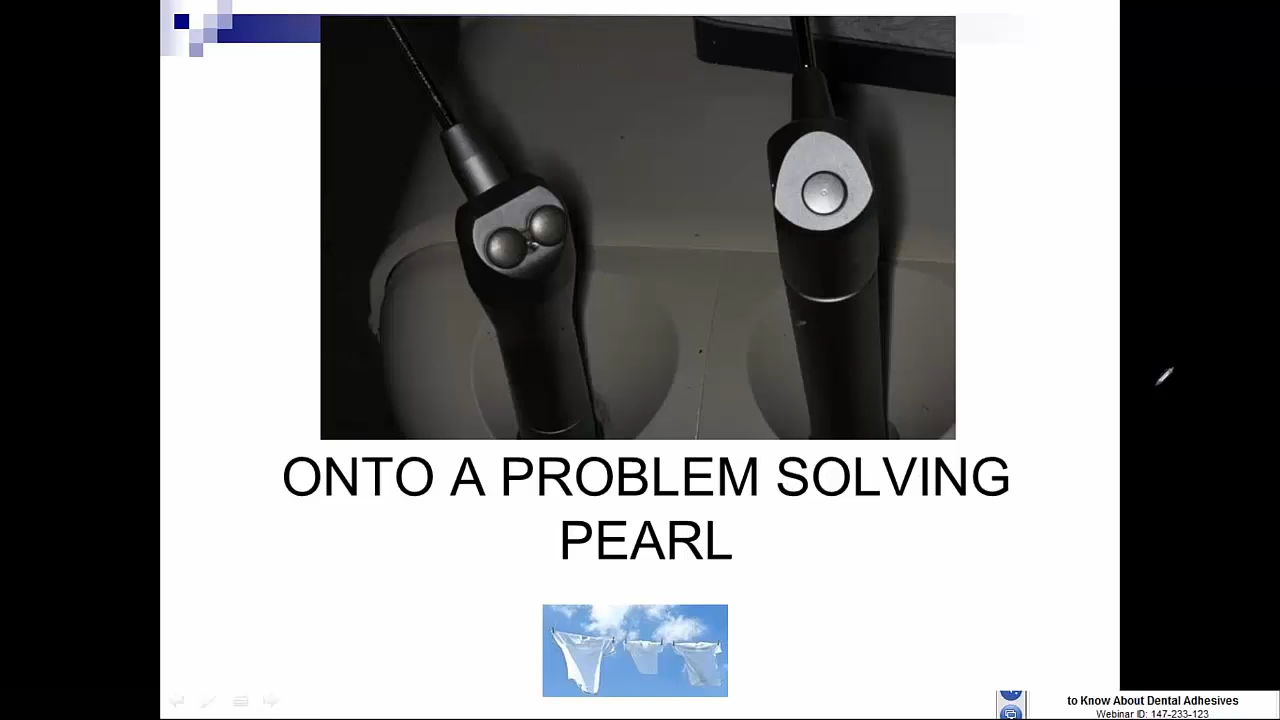 ONTO A PROBLEM SOLVING
PEARL
to Know About Dental Adhesives
Webinar ID: 147-233-123